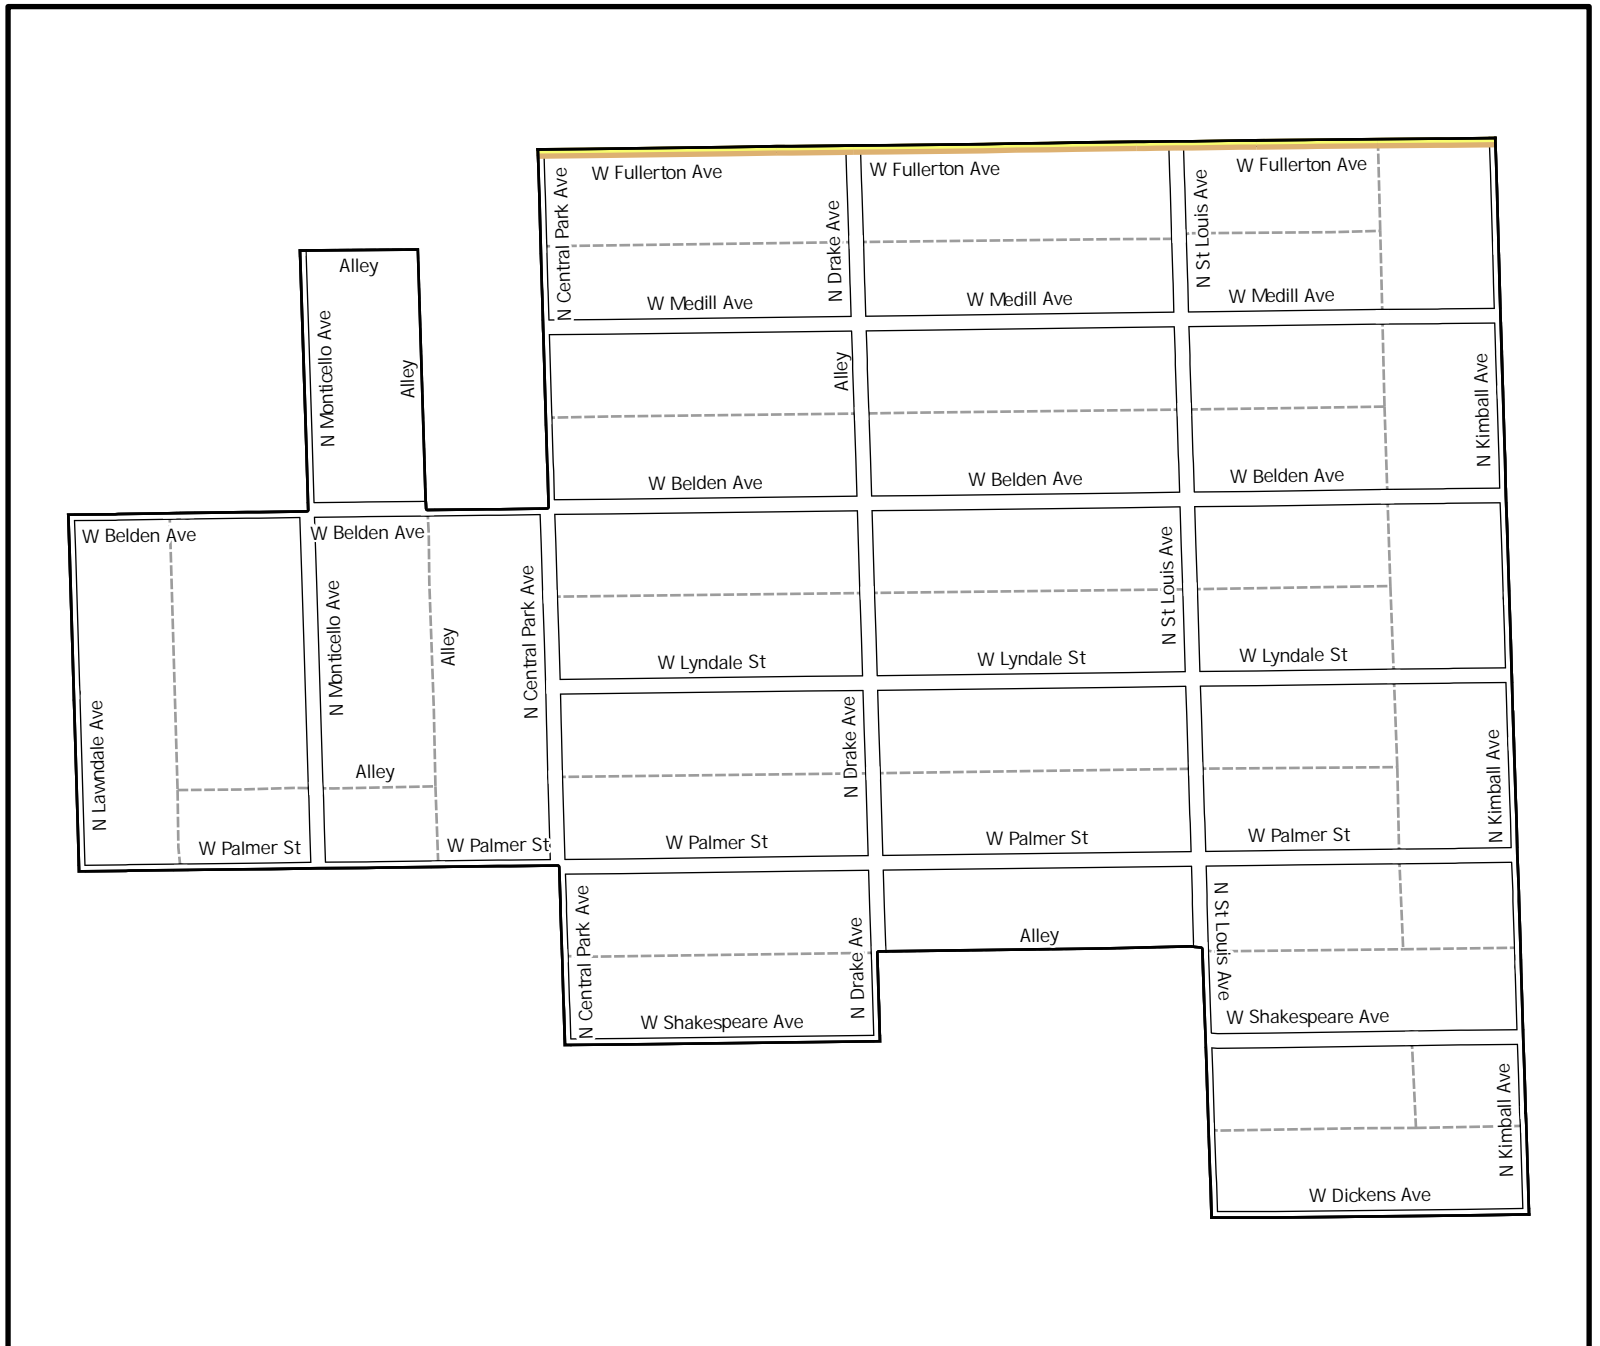 W Fullerton Ave
W Fullerton Ave
W Fullerton Ave
N Central Park Ave
N Drake Ave
N St Louis Ave
Alley
W Medill Ave
W Medill Ave
W Medill Ave
N Monticello Ave
Alley
Alley
N Kimball Ave
W Belden Ave
W Belden Ave
W Belden Ave
W Belden Ave
W Belden Ave
N Monticello Ave
Alley
N Central Park Ave
N St Louis Ave
W Lyndale St
W Lyndale St
W Lyndale St
N Lawndale Ave
Alley
N Drake Ave
N Kimball Ave
W Palmer St
W Palmer St
W Palmer St
W Palmer St
W Palmer St
N Central Park Ave
N Drake Ave
Alley
N St Louis Ave
W Shakespeare Ave
W Shakespeare Ave
N Kimball Ave
W Dickens Ave